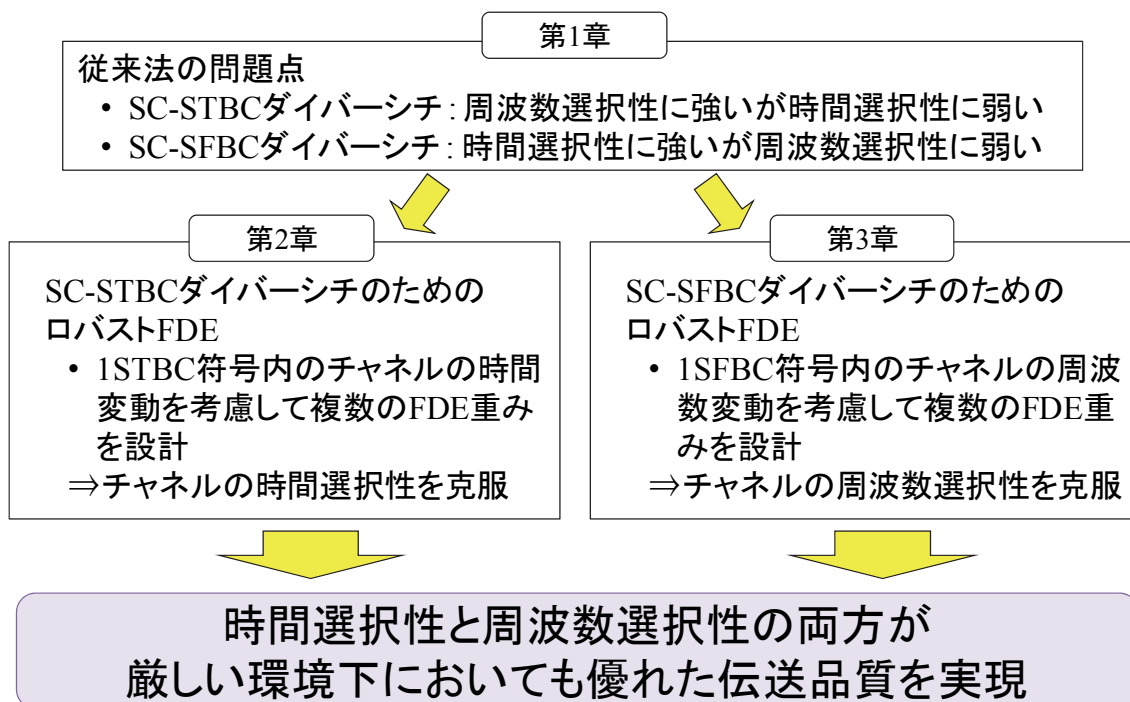 第1章
従来法の問題点
• SC-STBCダイバーシチ：周波数選択性に強いが時間選択性に弱い
• SC-SFBCダイバーシチ：時間選択性に強いが周波数選択性に弱い
第2章
SC-STBCダイバーシチのための
ロバストFDE
• 1STBC符号内のチャネルの時間
変動を考慮して複数のFDE重み
を設計
⇒チャネルの時間選択性を克服
第3章
SC-SFBCダイバーシチのための
ロバストFDE
• 1SFBC符号内のチャネルの周波
数変動を考慮して複数のFDE重
みを設計
⇒チャネルの周波数選択性を克服
時間選択性と周波数選択性の両方が
厳しい環境下においても優れた伝送品質を実現